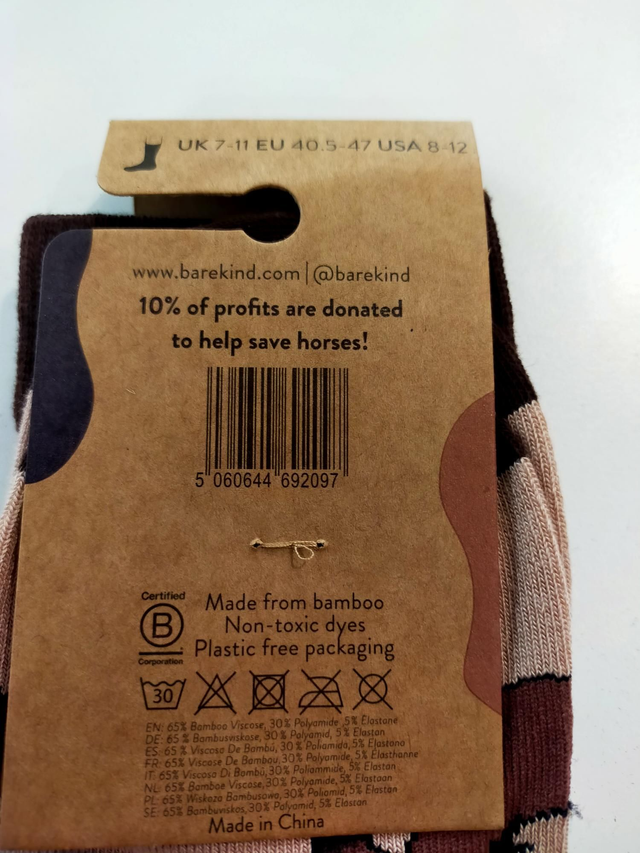 UK 7-11 EU 40.5-47 USA 8-12
www.barekind.com | @barekind
10% of profits are donated
to help save horses!
5 060644 692097
Certified
B
Corporation
Made from bamboo
Non-toxic dyes
Plastic free packaging
30
EN: 65% Bamboo Viscose, 30% Polyamide, 5% Elastane
DE: 65 % Bambusviskose, 30% Polyamid, 5% Elastan
ES: 65 % Viscosa De Bambú, 30% Poliamida, 5% Elastano
FR: 65% Viscose De Bambou, 30% Polyamide, 5% Élasthanne
IT: 65% Viscosa Di Bambù, 30% Poliammide, 5% Elastan
NL: 65% Bamboe Viscose, 30% Polyamide, 5% Elastaan
PL: 65% Wiskoza Bambusowa, 30% Poliamid, 5% Elastan
SE: 65% Bambuviskos, 30% Polyamid, 5% Elastan
Made in China